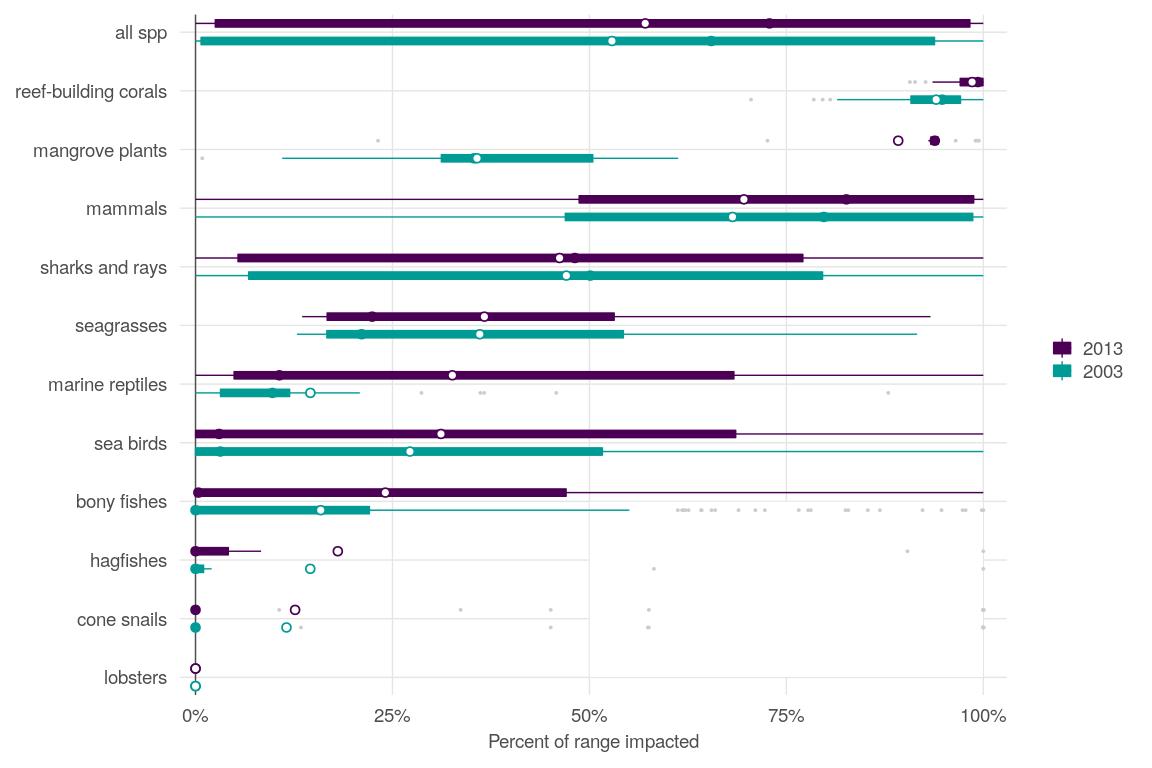 all spp
reef-building corals
mangrove plants
mammals
sharks and rays
seagrasses
marine reptiles
sea birds
bony fishes
hagfishes
cone snails
lobsters
0% 25% 50% 75% 100%
Percent of range impacted
2013
2003